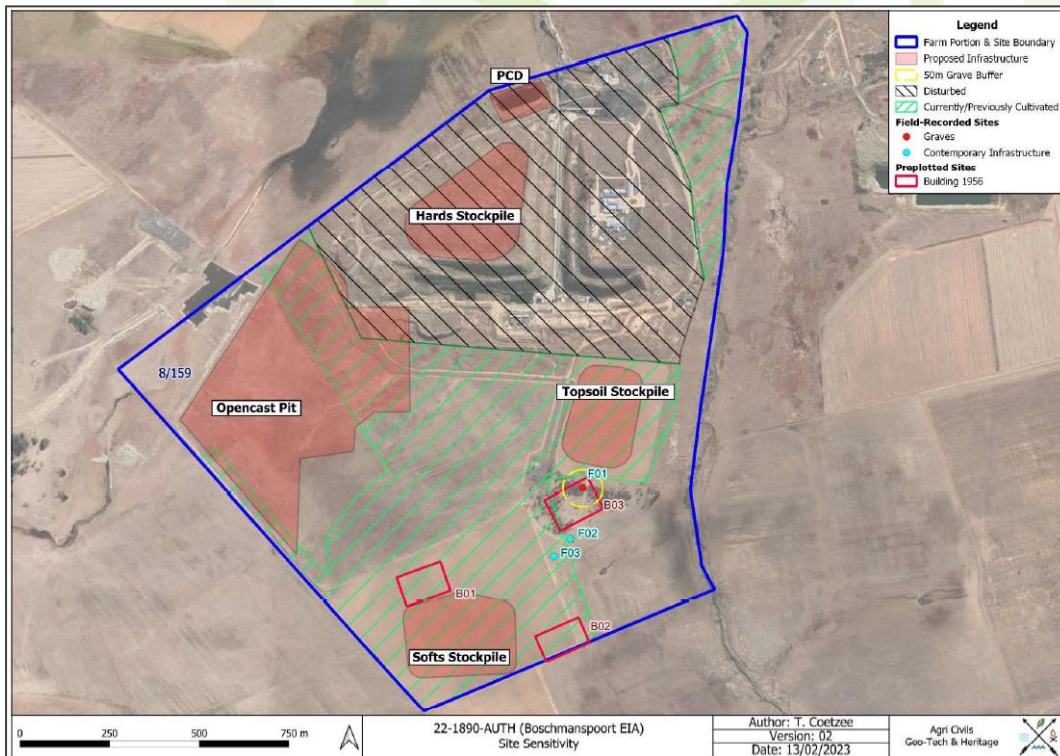 PCD
Hards Stockpile
8/159
Opencast Pit
Topsoil Stockpile
F01
B03
F02
F03
B01
B02
Softs Stockpile
Legend
Farm Portion & Site Boundary
Proposed Infrastructure
50m Grave Buffer
Disturbed
Currently/Previously Cultivated
Field-Recorded Sites
Graves
Contemporary Infrastructure
Preplotted Sites
Building 1956
0 250 500 750 m
22-1890-AUTH (Boschmanspoort EIA)
Site Sensitivity
Author: T. Coetzee
Version: 02
Date: 13/02/2023
Agri Civils
Geo-Tech & Heritage